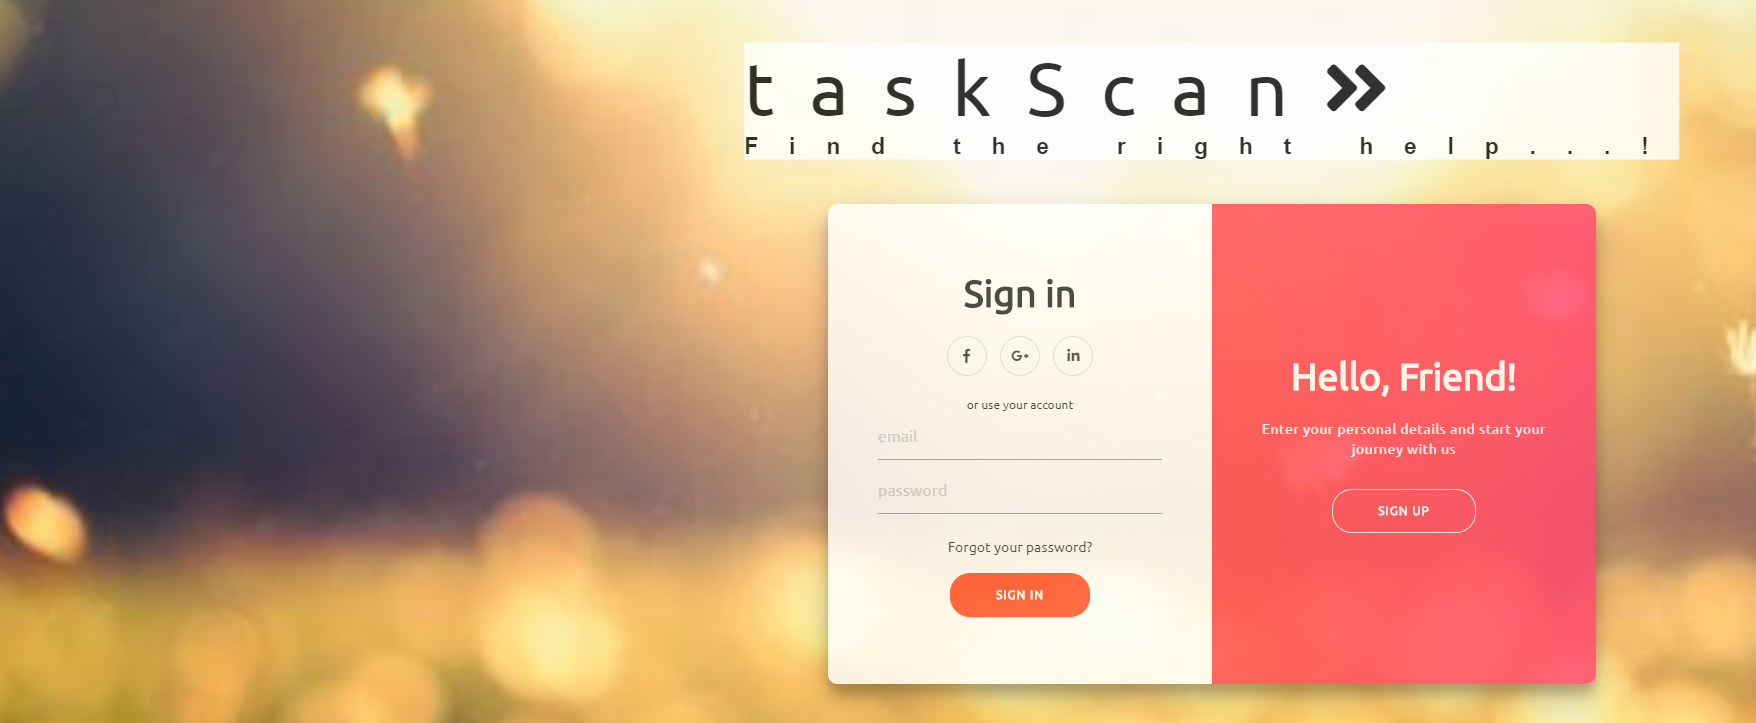 taskScan
Find the right help...!
Sign in
G+
in
or use your account
email
password
Forgot your password?
SIGN IN
Hello, Friend!
Enter your personal details and start your
journey with us
SIGN UP